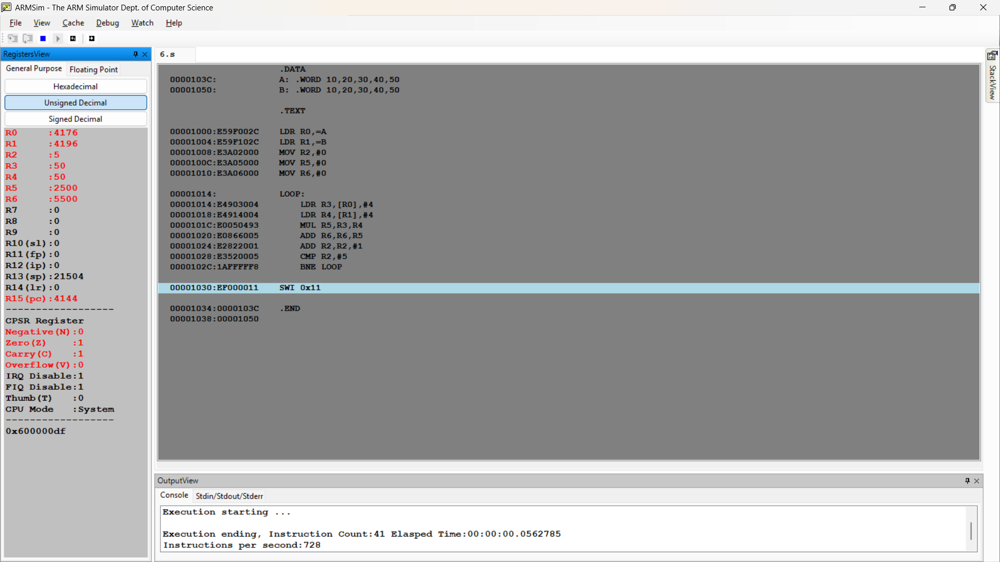 ARMSim - The ARM Simulator Dept. of Computer Science
File View Cache Debug Watch Help
RegistersView
General Purpose Floating Point
Hexadecimal
Unsigned Decimal
Signed Decimal
R0 :4176
R1 :4196
R2 :5
R3 :50
R4 :50
R5 :2500
R6 :5500
R7 :0
R8 :0
R9 :0
R10(sl):0
R11(fp):0
R12(ip):0
R13(sp):21504
R14(lr):0
R15(pc):4144
------------------
CPSR Register
Negative(N):0
Zero(Z) :1
Carry(C) :1
Overflow(V):0
IRQ Disable:1
FIQ Disable:1
Thumb(T) :0
CPU Mode :System
------------------
0x600000df
6.s
.DATA
0000103C: A: .WORD 10,20,30,40,50
00001050: B: .WORD 10,20,30,40,50
.TEXT
00001000:E59F002C LDR R0,=A
00001004:E59F102C LDR R1,=B
00001008:E3A02000 MOV R2,#0
0000100C:E3A05000 MOV R5,#0
00001010:E3A06000 MOV R6,#0
00001014: LOOP:
00001014:E4903004 LDR R3,[R0],#4
00001018:E4914004 LDR R4,[R1],#4
0000101C:E0050493 MUL R5,R3,R4
00001020:E0866005 ADD R6,R6,R5
00001024:E2822001 ADD R2,R2,#1
00001028:E3520005 CMP R2,#5
0000102C:1AFFFFF8 BNE LOOP
00001030:EF000011 SWI 0x11
00001034:0000103C .END
00001038:00001050
StackView
OutputView
Console Stdin/Stdout/Stderr
Execution starting ...
Execution ending, Instruction Count:41 Elasped Time:00:00:00.0562785
Instructions per second:728